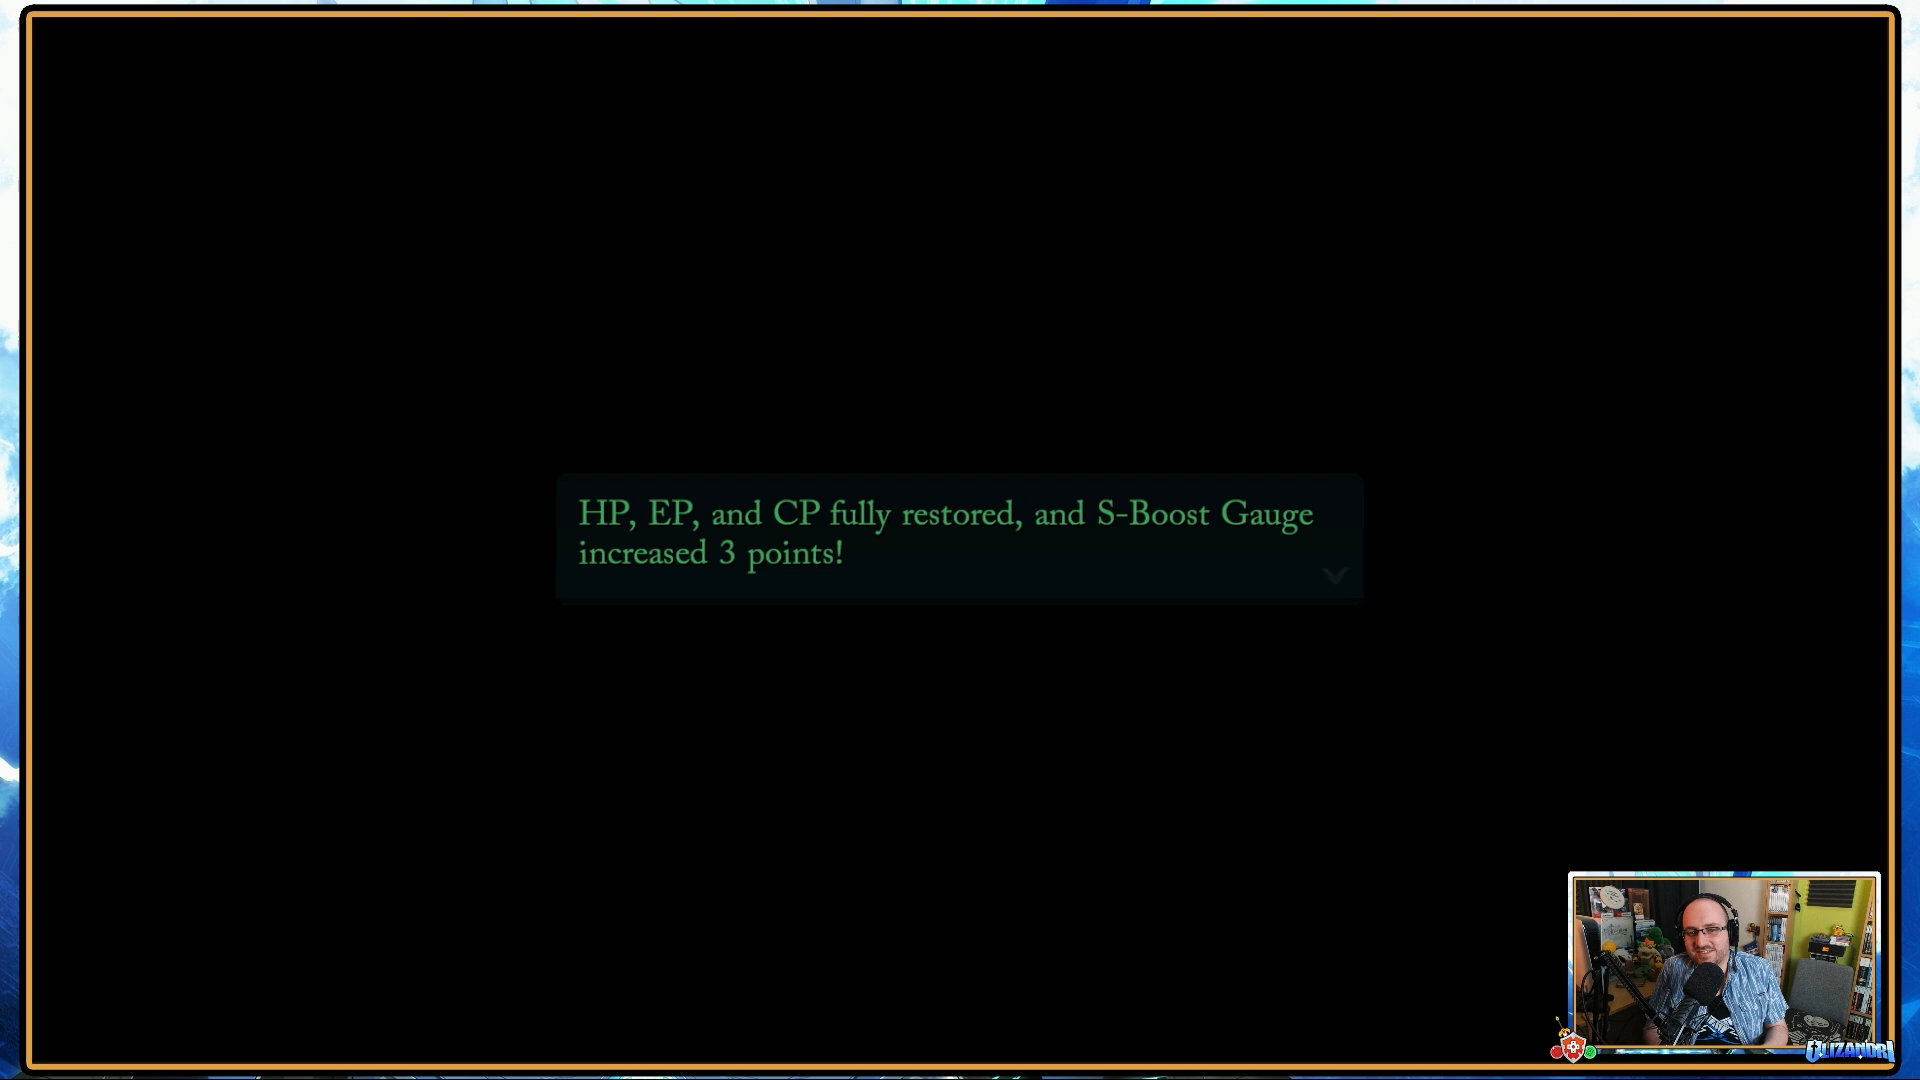 HP, EP, and CP fully restored, and S-Boost Gauge
increased 3 points!